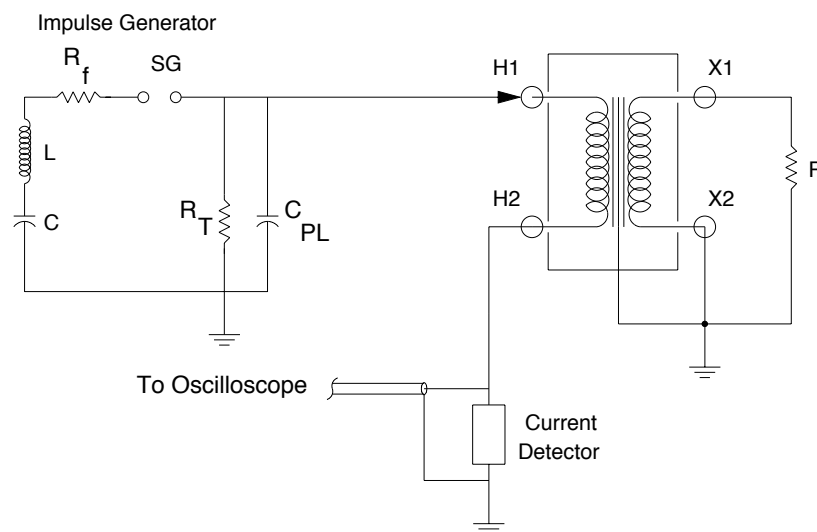 Impulse Generator
R f
SG
H1
X1
L
C
R T
C PL
H2
X2
R
To Oscilloscope
Current
Detector